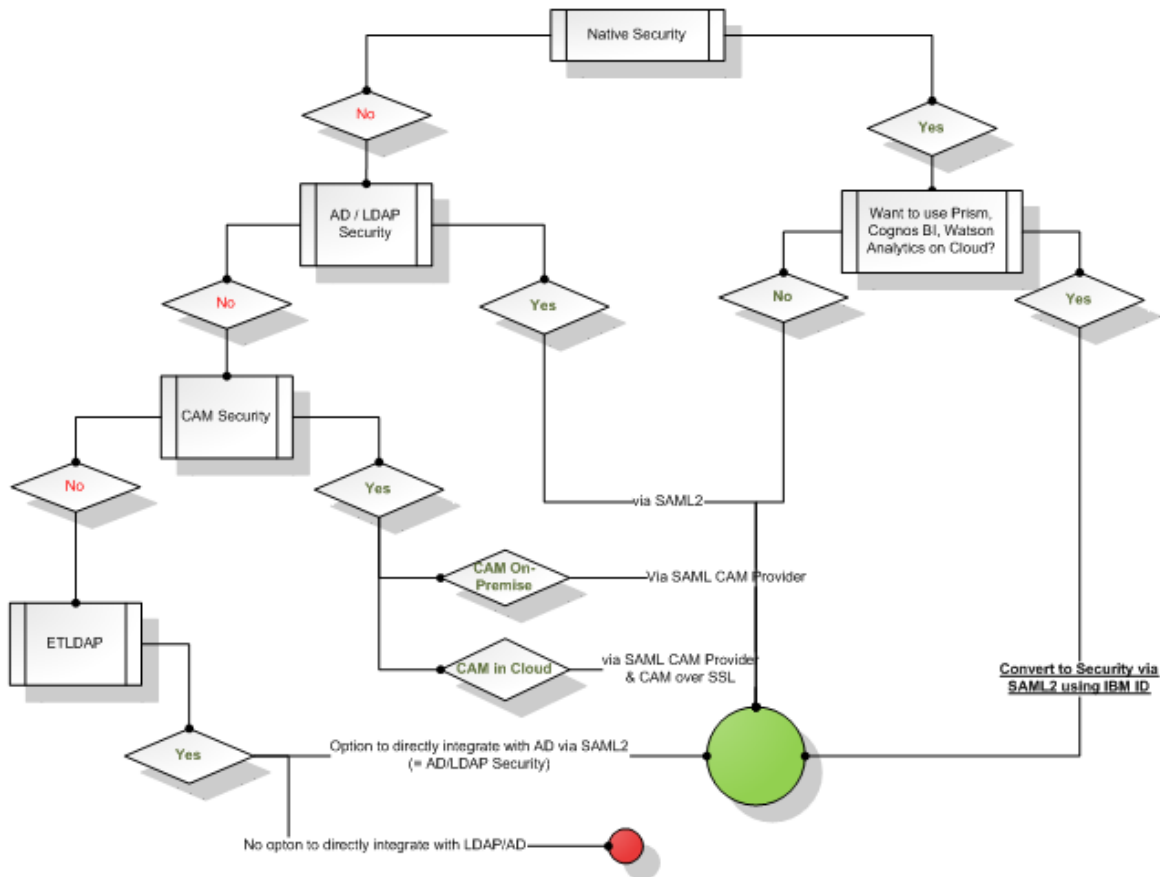 Native Security
No
Yes
AD / LDAP
Security
Want to use Prism,
Cognos BI, Watson
Analytics on Cloud?
No
Yes
No
Yes
CAM Security
No
Yes
via SAML2
CAM On-
Premise
Via SAML CAM Provider
ETLDAP
CAM in Cloud
via SAML CAM Provider
& CAM over SSL
Convert to Security via
SAML2 using IBM ID
Yes
Option to directly integrate with AD via SAML2
(= AD/LDAP Security)
No opton to directly integrate with LDAP/AD